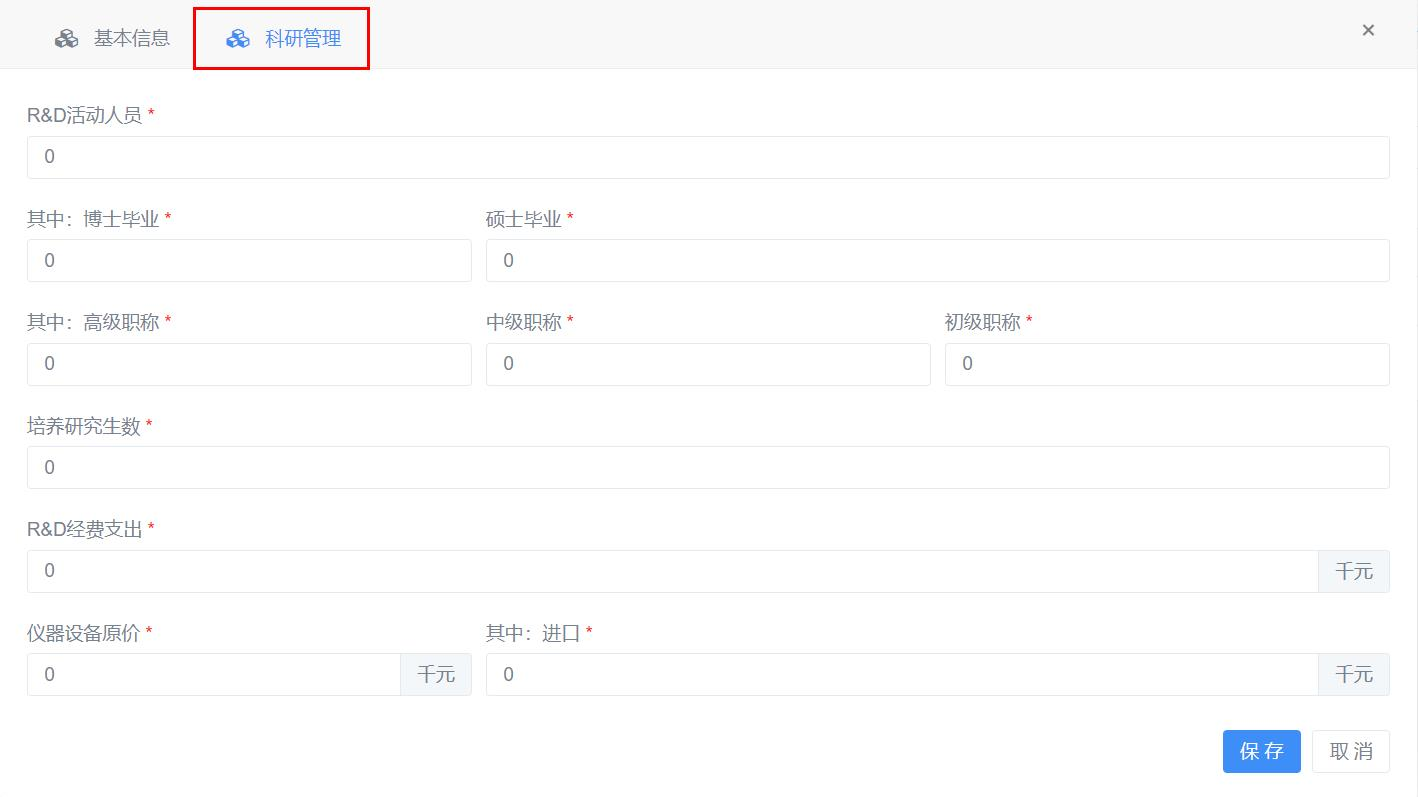 基本信息 科研管理 ×
R&D活动人员 *
0
其中：博士毕业 * 硕士毕业 *
0 0
其中：高级职称 * 中级职称 * 初级职称 *
0 0 0
培养研究生数 *
0
R&D经费支出 *
0 千元
仪器设备原价 * 其中：进口 *
0 千元 0 千元
保 存 取 消